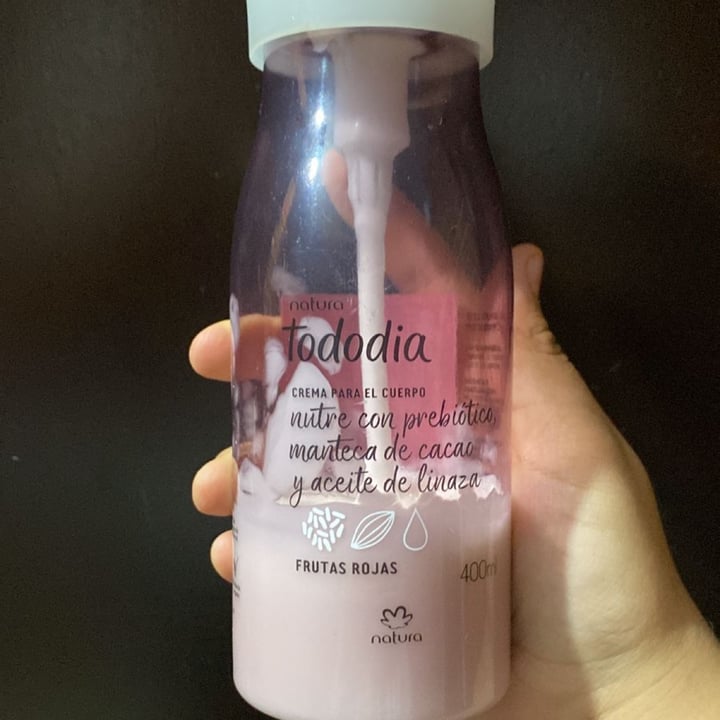 natura
tododia
CREMA PARA EL CUERPO
nutre con prebiótico,
manteca de cacao
y aceite de linaza
FRUTAS ROJAS
400ml
natura